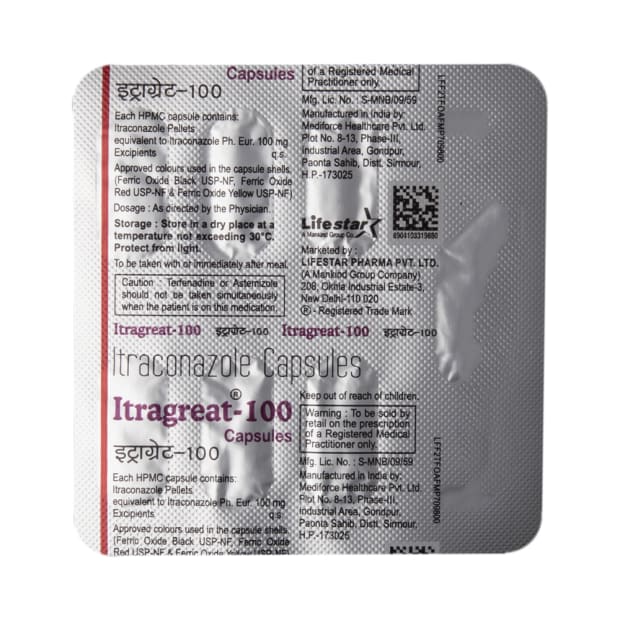 Capsules
इट्राग्रेट-100
Each HPMC capsule contains:
Itraconazole Pellets
equivalent to Itraconazole Ph. Eur. 100 mg
Excipients q.s.
Approved colours used in the capsule shells.
(Ferric Oxide Black USP-NF, Ferric Oxide
Red USP-NF & Ferric Oxide Yellow USP-NF)
Dosage : As directed by the Physician.
Storage : Store in a dry place at a
temperature not exceeding 30°C.
Protect from light.
To be taken with or immediately after meal.
Caution : Terfenadine or Astemizole
should not be taken simultaneously
when the patient is on this medication.
of a Registered Medical
Practitioner only.
Mfg. Lic. No. : S-MNB/09/59
Manufactured in India by:
Mediforce Healthcare Pvt. Ltd.
Plot No. 8-13, Phase-III,
Industrial Area, Gondpur,
Paonta Sahib, Distt. Sirmour,
H.P.-173025
Lifestar
A Mankind Group Co.
8904103319680
Marketed by :
LIFESTAR PHARMA PVT. LTD.
(A Mankind Group Company)
208, Okhla Industrial Estate-3,
New Delhi-110 020
® - Registered Trade Mark
Itragreat-100 इट्राग्रेट-100 Itragreat-100 इट्राग्रेट-100
Itraconazole Capsules
Itragreat®-100
Capsules
इट्राग्रेट-100
Each HPMC capsule contains:
Itraconazole Pellets
equivalent to Itraconazole Ph. Eur. 100 mg
Excipients q.s.
Approved colours used in the capsule shells.
(Ferric Oxide Black USP-NF, Ferric Oxide
Red USP-NF & Ferric Oxide Yellow USP-NF)
Keep out of reach of children.
Warning : To be sold by
retail on the prescription
of a Registered Medical
Practitioner only.
Mfg. Lic. No. : S-MNB/09/59
Manufactured in India by:
Mediforce Healthcare Pvt. Ltd.
Plot No. 8-13, Phase-III,
Industrial Area, Gondpur,
Paonta Sahib, Distt. Sirmour,
H.P.-173025